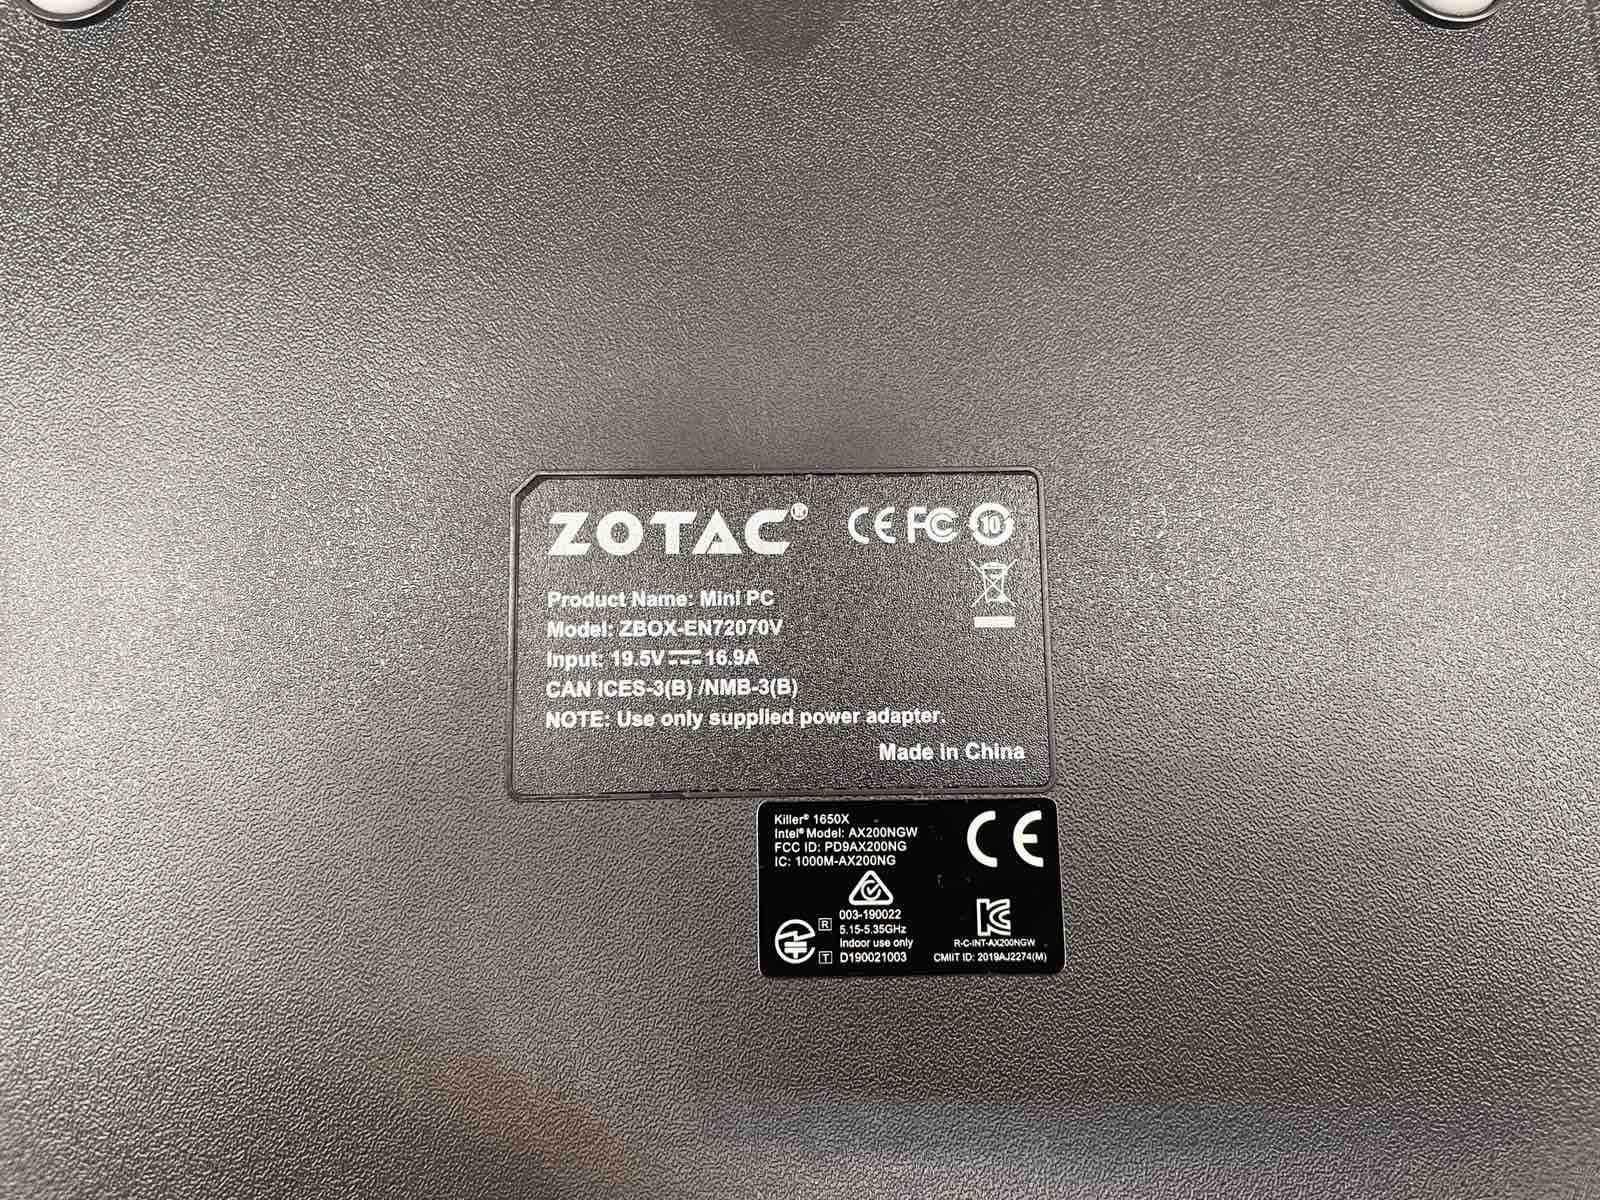 ZOTAC®
CE FC 10
Product Name: Mini PC
Model: ZBOX-EN72070V
Input: 19.5V⎓16.9A
CAN ICES-3(B) /NMB-3(B)
NOTE: Use only supplied power adapter.
Made in China
Killer® 1650X
Intel® Model: AX200NGW
FCC ID: PD9AX200NG
IC: 1000M-AX200NG
CE
003-190022
R 5.15-5.35GHz
Indoor use only
T D190021003
R-C-INT-AX200NGW
CMIIT ID: 2019AJ2274(M)